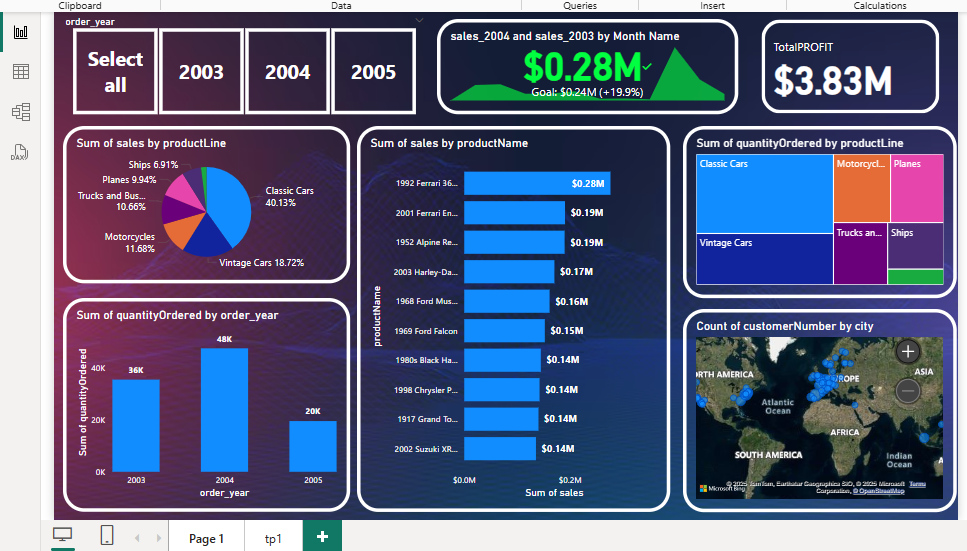 Clipboard
Data
Queries
Insert
Calculations
order_year
Select
all
2003
2004
2005
sales_2004 and sales_2003 by Month Name
$0.28M
Goal: $0.24M (+19.9%)
TotalPROFIT
$3.83M
Sum of sales by productLine
Ships 6.91%
Planes 9.94%
Trucks and Bus...
10.66%
Motorcycles
11.68%
Classic Cars
40.13%
Vintage Cars 18.72%
Sum of sales by productName
productName
1992 Ferrari 36... $0.28M
2001 Ferrari En... $0.19M
1952 Alpine Re... $0.19M
2003 Harley-Da... $0.17M
1968 Ford Mus... $0.16M
1969 Ford Falcon $0.15M
1980s Black Ha... $0.14M
1998 Chrysler P... $0.14M
1917 Grand To... $0.14M
2002 Suzuki XR... $0.14M
$0.0M $0.2M
Sum of sales
Sum of quantityOrdered by productLine
Classic Cars
Motorcycl...
Planes
Vintage Cars
Trucks an...
Ships
Sum of quantityOrdered by order_year
Sum of quantityOrdered
40K
20K
0K
36K
48K
20K
2003 2004 2005
order_year
Count of customerNumber by city
RTH AMERICA
ROPE
ASIA
Atlantic
Ocean
AFRICA
SOUTH AMERICA
Indian
Ocean
A
Microsoft Bing
© 2025 TomTom, Earthstar Geographics SIO, © 2025 Microsoft
Corporation, © OpenStreetMap
Terms
DAX
Page 1
tp1